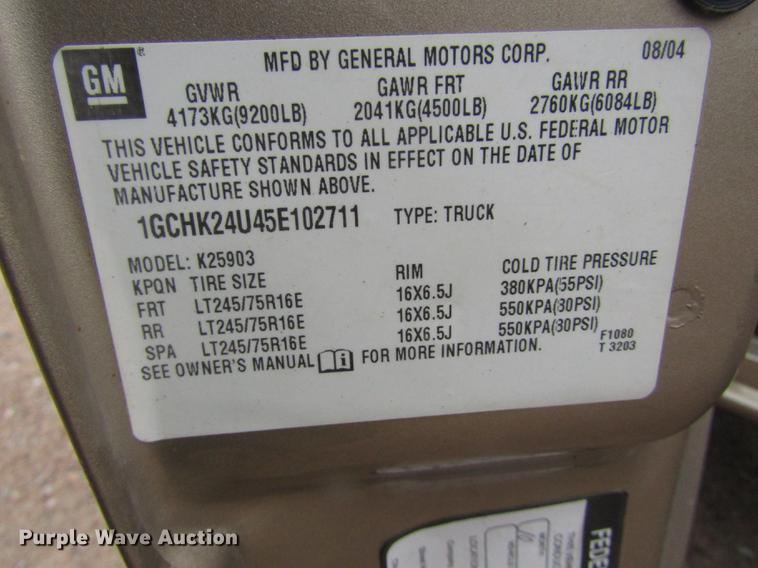 GM
MFD BY GENERAL MOTORS CORP. 08/04
GVWR GAWR FRT GAWR RR
4173KG(9200LB) 2041KG(4500LB) 2760KG(6084LB)
THIS VEHICLE CONFORMS TO ALL APPLICABLE U.S. FEDERAL MOTOR
VEHICLE SAFETY STANDARDS IN EFFECT ON THE DATE OF
MANUFACTURE SHOWN ABOVE.
1GCHK24U45E102711 TYPE: TRUCK
MODEL: K25903
KPQN TIRE SIZE RIM COLD TIRE PRESSURE
FRT LT245/75R16E 16X6.5J 380KPA(55PSI)
RR LT245/75R16E 16X6.5J 550KPA(80PSI)
SPA LT245/75R16E 16X6.5J 550KPA(80PSI)
SEE OWNER'S MANUAL FOR MORE INFORMATION.
F1080
T 3203
FEDE
Purple Wave Auction